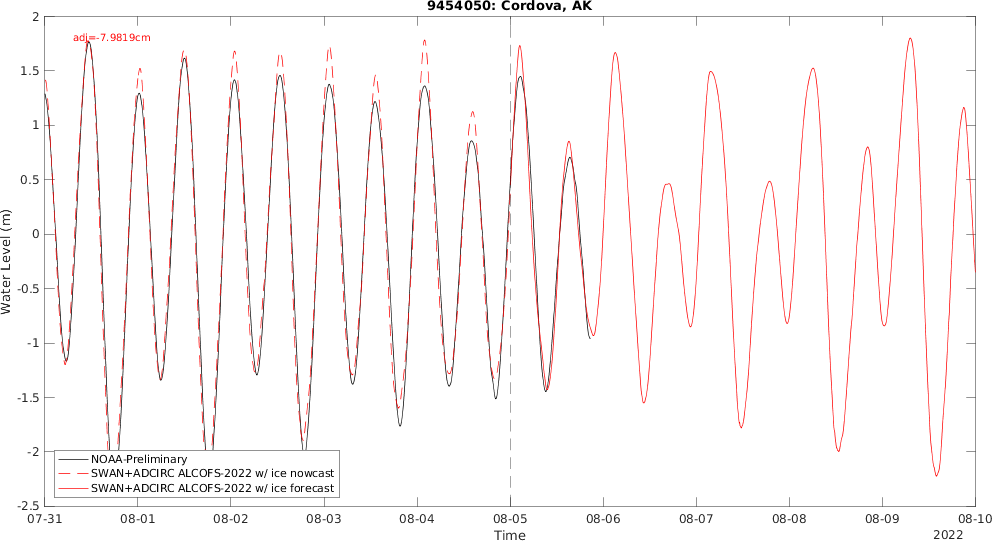 9454050: Cordova, AK
adj=-7.9819cm
2
1.5
1
0.5
0
-0.5
-1
-1.5
-2
-2.5
Water Level (m)
NOAA-Preliminary
SWAN+ADCIRC ALCOFS-2022 w/ ice nowcast
SWAN+ADCIRC ALCOFS-2022 w/ ice forecast
07-31 08-01 08-02 08-03 08-04 08-05 08-06 08-07 08-08 08-09 08-10
Time
2022